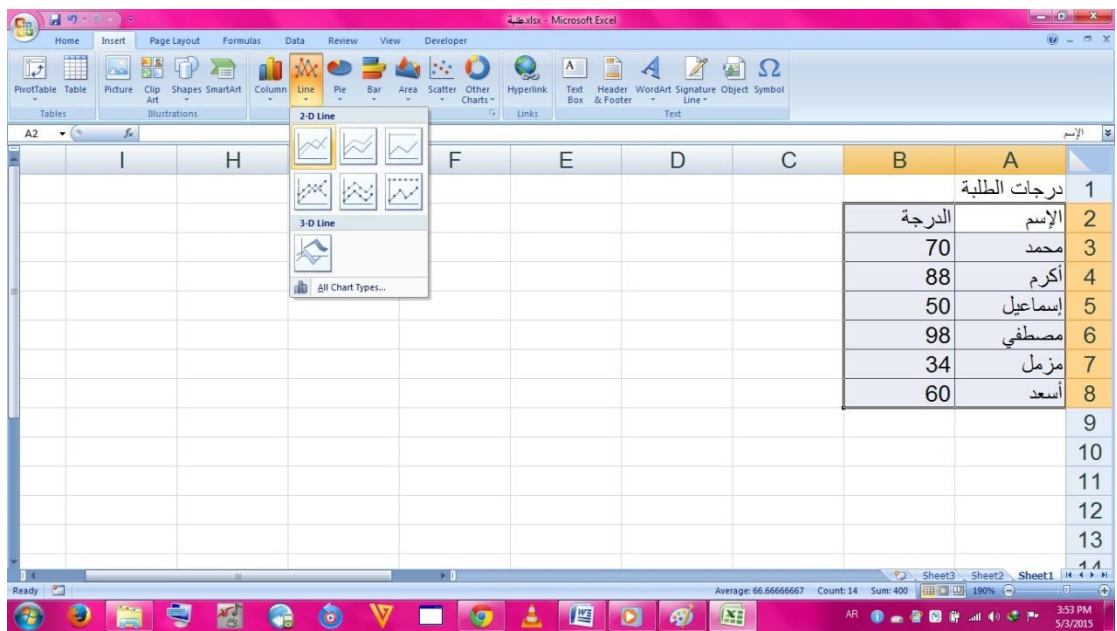 طلبة.xlsx - Microsoft Excel
Home Insert Page Layout Formulas Data Review View Developer
PivotTable Table Picture Clip Art Shapes SmartArt Column Line Pie Bar Area Scatter Other Charts Hyperlink Text Box Header & Footer WordArt Signature Line Object Symbol
Tables Illustrations Links Text
2-D Line
3-D Line
All Chart Types...
A2 fx الإسم
I H F E D C B A
1 درجات الطلبة
2 الإسم الدرجة
3 محمد 70
4 أكرم 88
5 إسماعيل 50
6 مصطفي 98
7 مزمل 34
8 أسعد 60
9
10
11
12
13
14
Sheet3 Sheet2 Sheet1
Ready Average: 66.66666667 Count: 14 Sum: 400 190%
AR 3:53 PM
5/3/2015